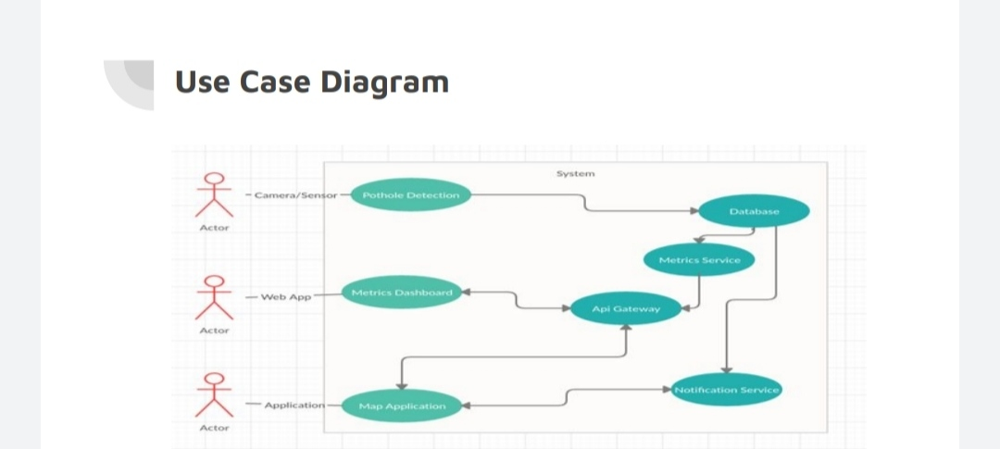 Use Case Diagram
System
Camera/Sensor
Pothole Detection
Database
Actor
Metrics Service
Web App
Metrics Dashboard
Api Gateway
Actor
Application
Map Application
Notification Service
Actor